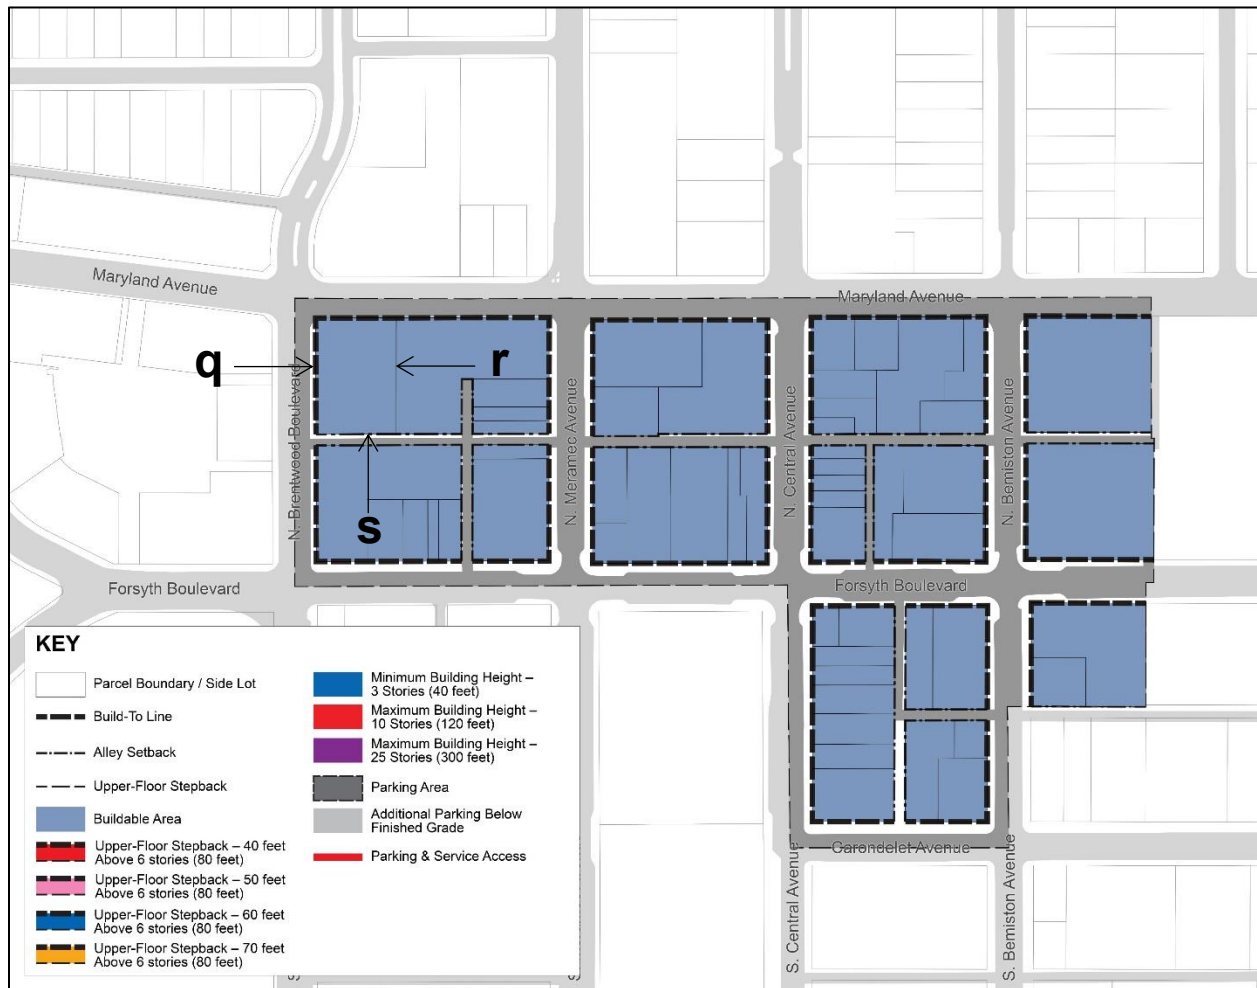 Maryland Avenue
Maryland Avenue
q
r
N. Brentwood Boulevard
N. Meramec Avenue
N. Central Avenue
N. Bemiston Avenue
s
Forsyth Boulevard
Forsyth Boulevard
KEY
Parcel Boundary / Side Lot
Build-To Line
Alley Setback
Upper-Floor Stepback
Buildable Area
Upper-Floor Stepback – 40 feet
Above 6 stories (80 feet)
Upper-Floor Stepback – 50 feet
Above 6 stories (80 feet)
Upper-Floor Stepback – 60 feet
Above 6 stories (80 feet)
Upper-Floor Stepback – 70 feet
Above 6 stories (80 feet)
Minimum Building Height –
3 Stories (40 feet)
Maximum Building Height –
10 Stories (120 feet)
Maximum Building Height –
25 Stories (300 feet)
Parking Area
Additional Parking Below
Finished Grade
Parking & Service Access
Carondelet Avenue
S. Central Avenue
S. Bemiston Avenue